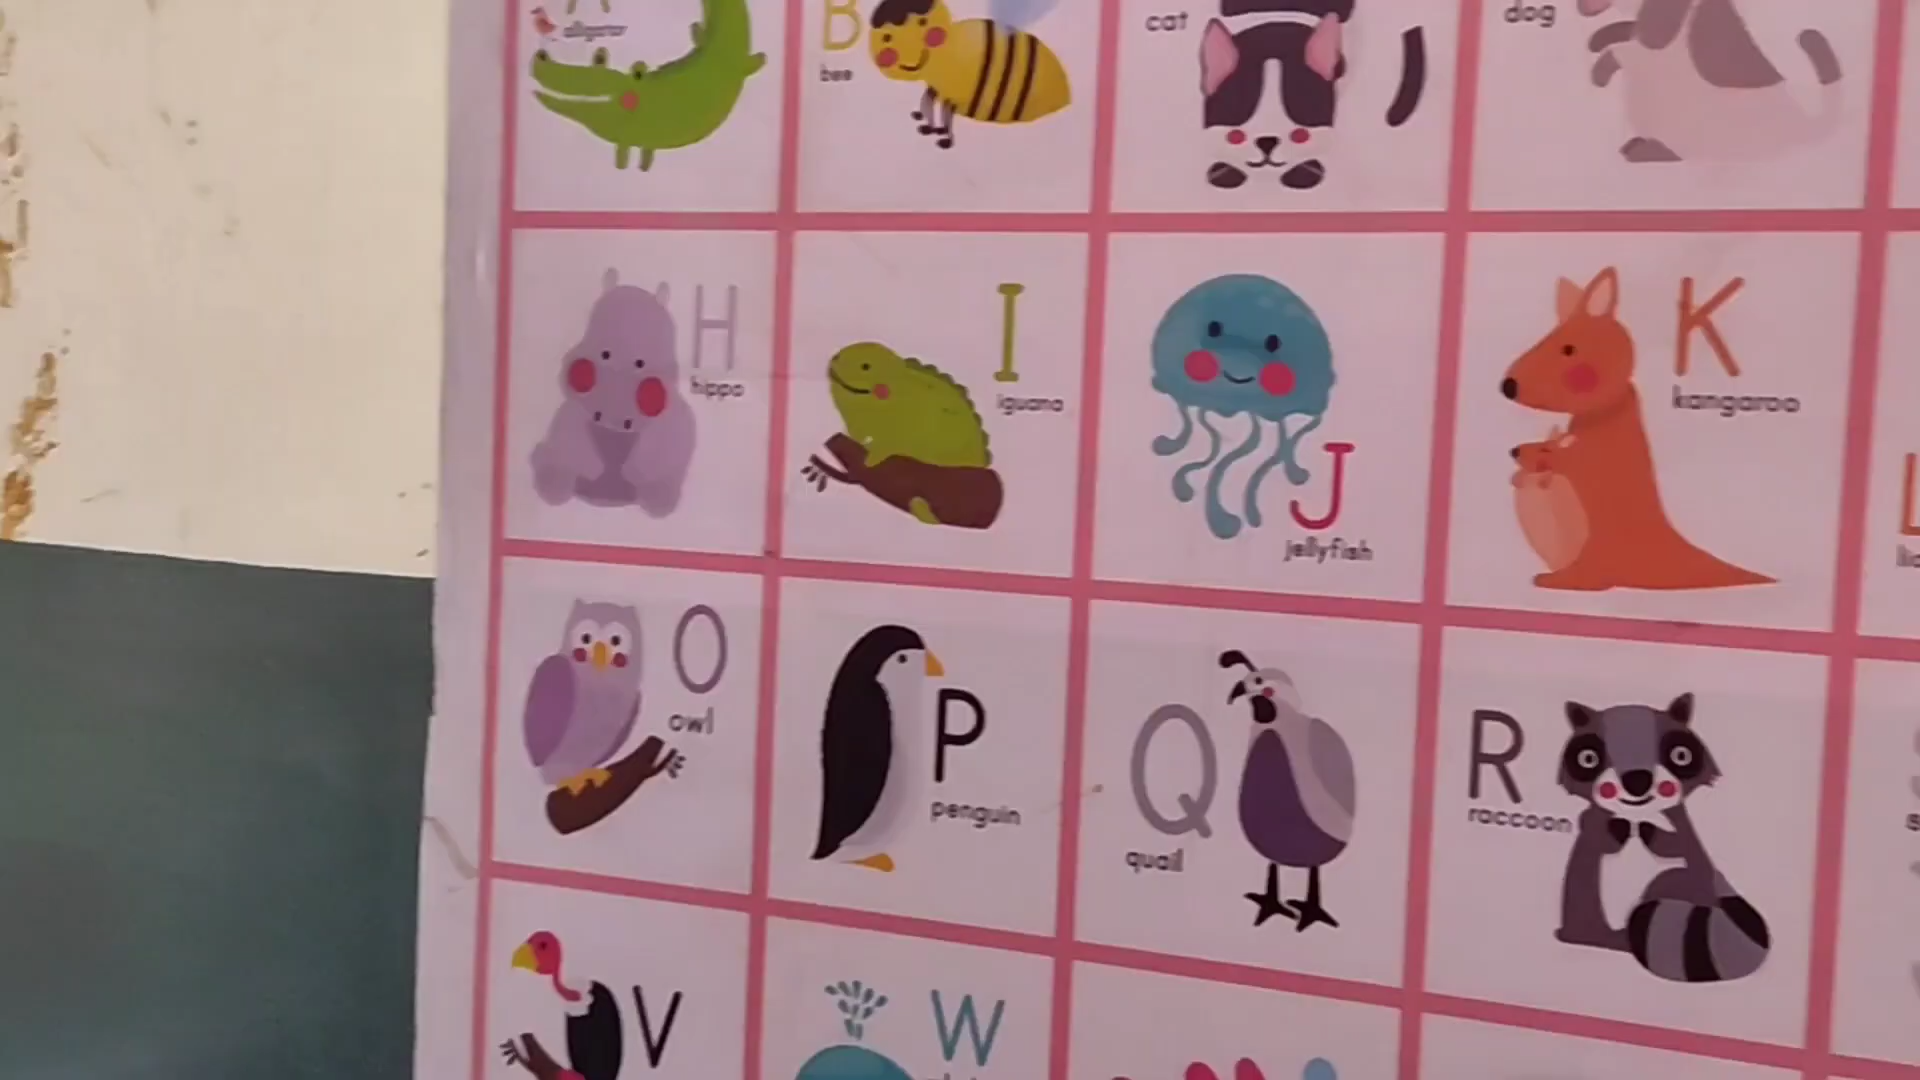 A
alligator
B
bee
cat
dog
H
hippo
I
iguana
J
jellyfish
K
kangaroo
L
O
owl
P
penguin
Q
quail
R
raccoon
V
W